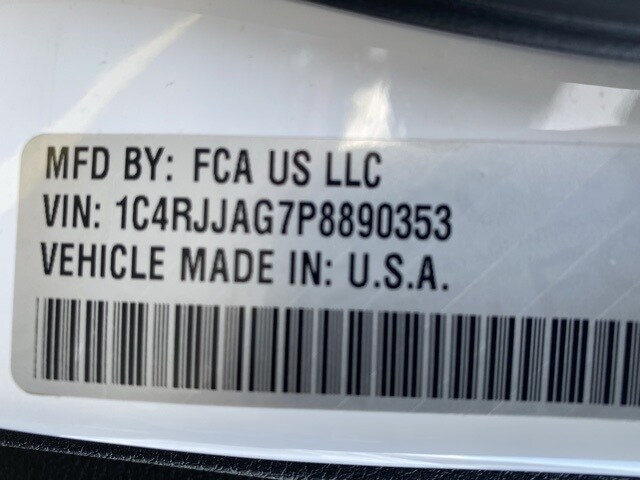 MFD BY: FCA US LLC
VIN: 1C4RJJAG7P8890353
VEHICLE MADE IN: U.S.A.